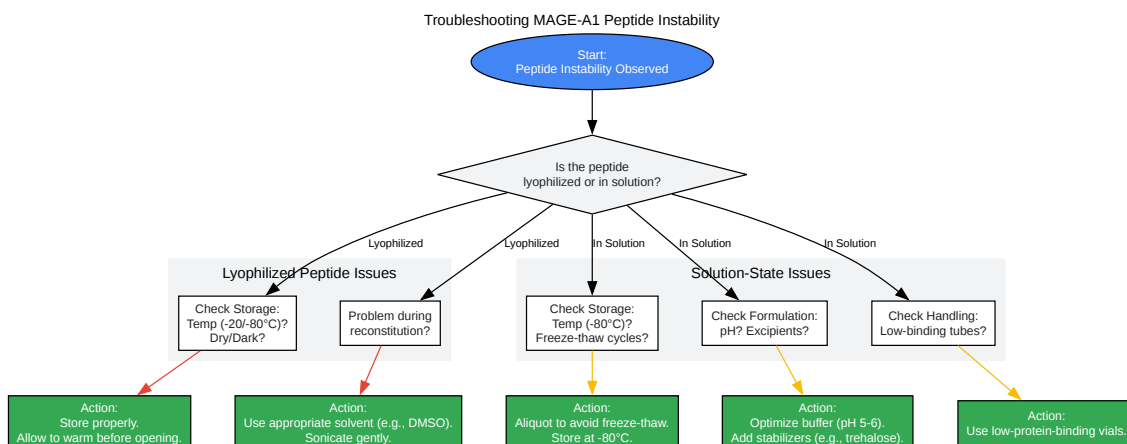 Troubleshooting MAGE-A1 Peptide Instability
Start:
Peptide Instability Observed
Is the peptide
lyophilized or in solution?
Lyophilized
Lyophilized
In Solution
In Solution
In Solution
Lyophilized Peptide Issues
Solution-State Issues
Check Storage:
Temp (-20/-80°C)?
Dry/Dark?
Problem during
reconstitution?
Check Storage:
Temp (-80°C)?
Freeze-thaw cycles?
Check Formulation:
pH? Excipients?
Check Handling:
Low-binding tubes?
Action:
Store properly.
Allow to warm before opening.
Action:
Use appropriate solvent (e.g., DMSO).
Sonicate gently.
Action:
Aliquot to avoid freeze-thaw.
Store at -80°C.
Action:
Optimize buffer (pH 5-6).
Add stabilizers (e.g., trehalose).
Action:
Use low-protein-binding vials.